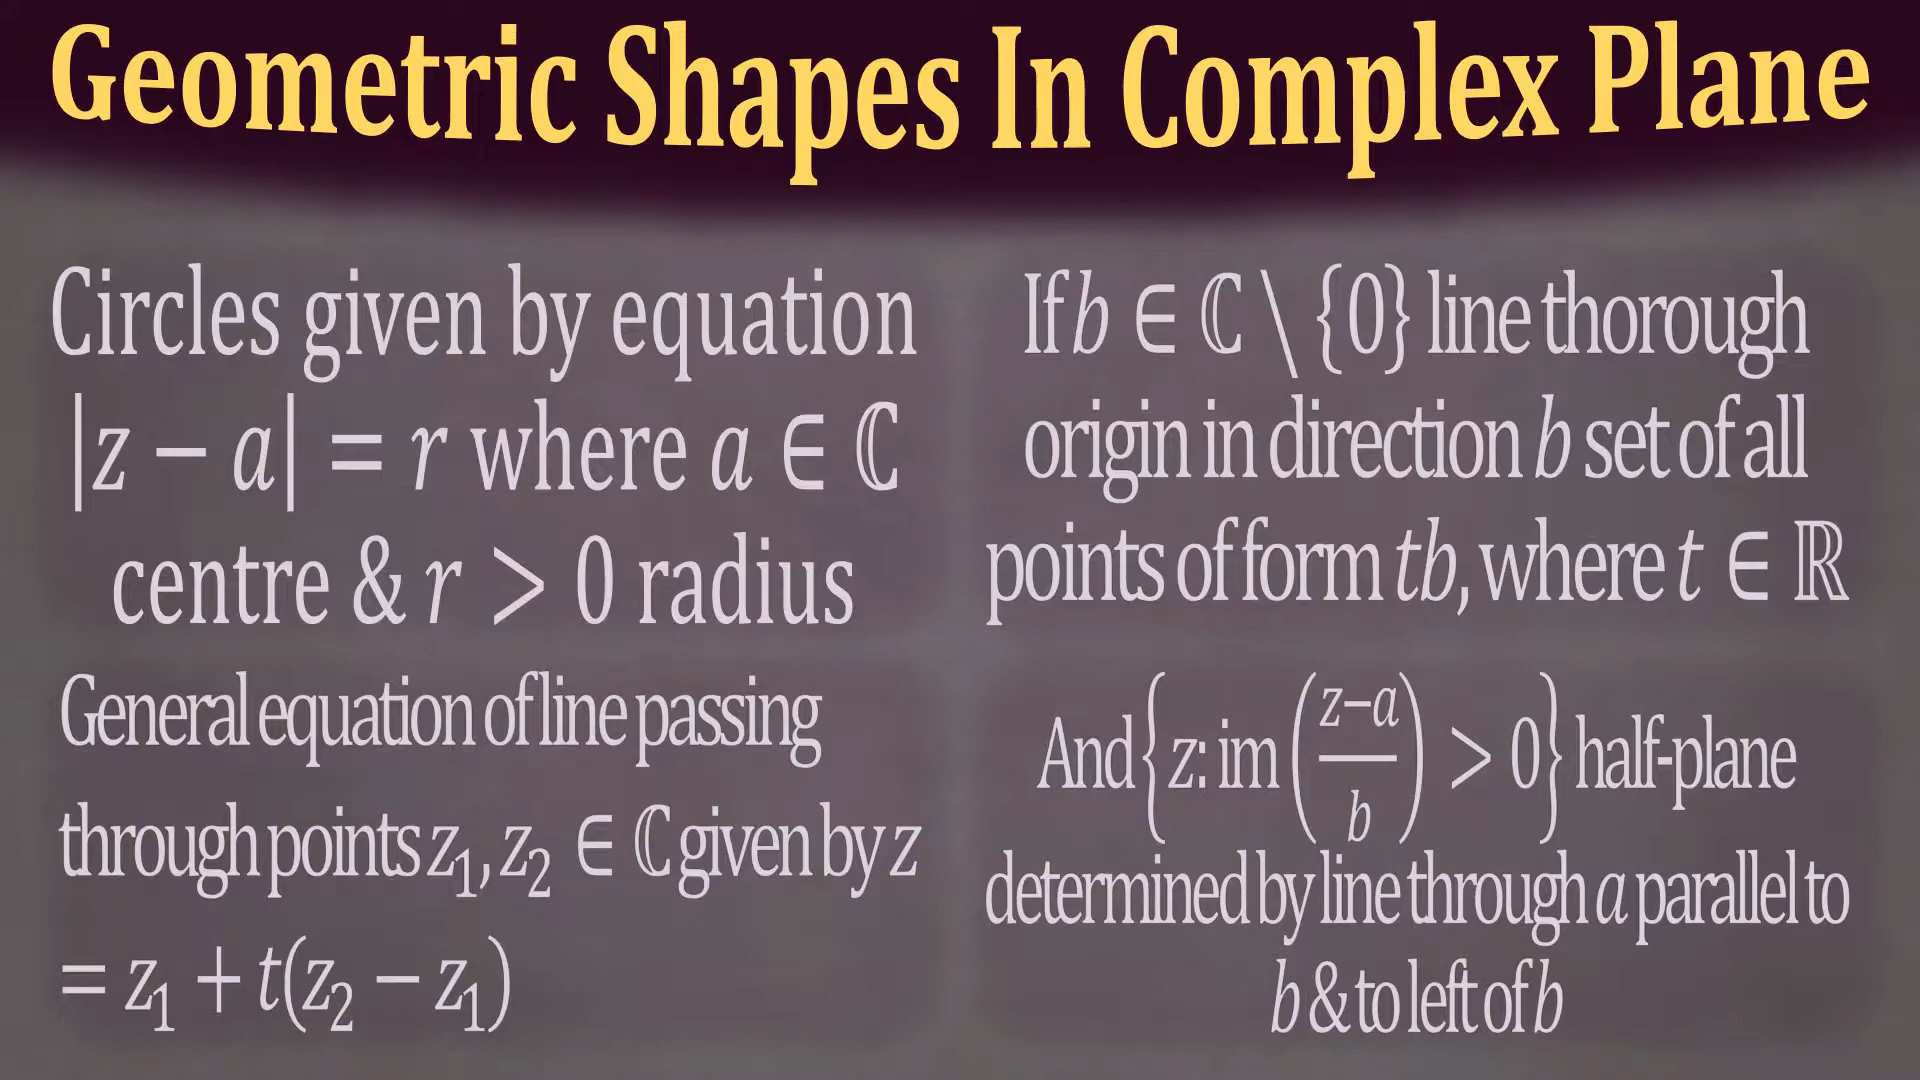 Geometric Shapes In Complex Plane
Circles given by equation
|z − a| = r where a ∈ ℂ
centre & r > 0 radius
If b ∈ ℂ \ {0} line thorough
origin in direction b set of all
points of form tb, where t ∈ ℝ
General equation of line passing
through points z₁, z₂ ∈ ℂ given by z
= z₁ + t(z₂ − z₁)
And {z: im((z−a)/b) > 0} half-plane
determined by line through a parallel to
b & to left of b